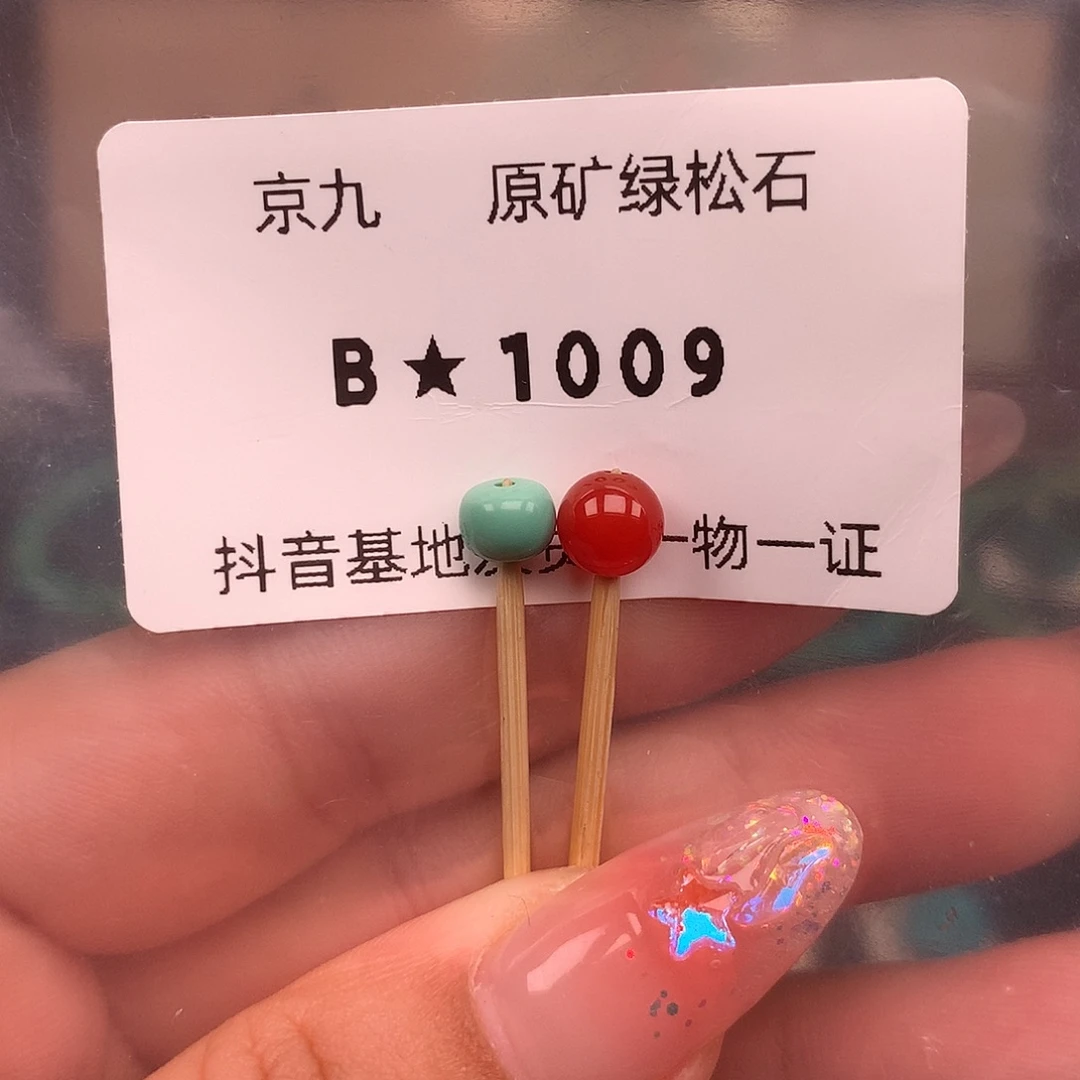 京九 原矿绿松石
B★1009
抖音基地 一物一证